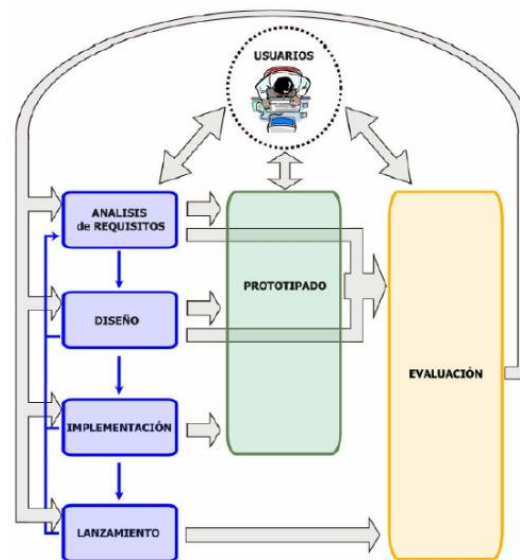 USUARIOS
ANALISIS
de REQUISITOS
PROTOTIPADO
DISEÑO
EVALUACIÓN
IMPLEMENTACIÓN
LANZAMIENTO